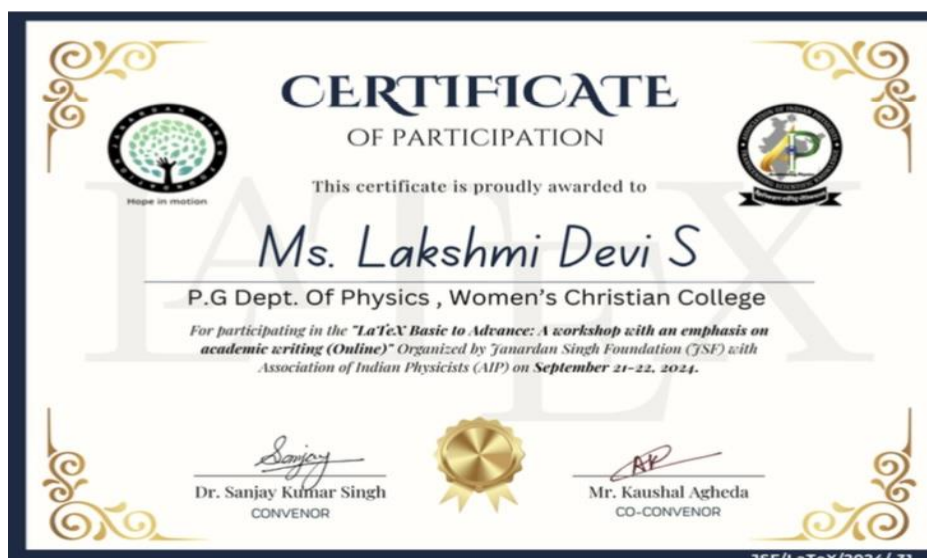 CERTIFICATE
OF PARTICIPATION
This certificate is proudly awarded to
Hope in motion
Ms. Lakshmi Devi S
P.G Dept. Of Physics , Women's Christian College
For participating in the "LaTeX Basic to Advance: A workshop with an emphasis on
academic writing (Online)" Organized by Janardan Singh Foundation (JSF) with
Association of Indian Physicists (AIP) on September 21-22, 2024.
Sanjay
AK
Dr. Sanjay Kumar Singh
CONVENOR
Mr. Kaushal Agheda
CO-CONVENOR
LATEX